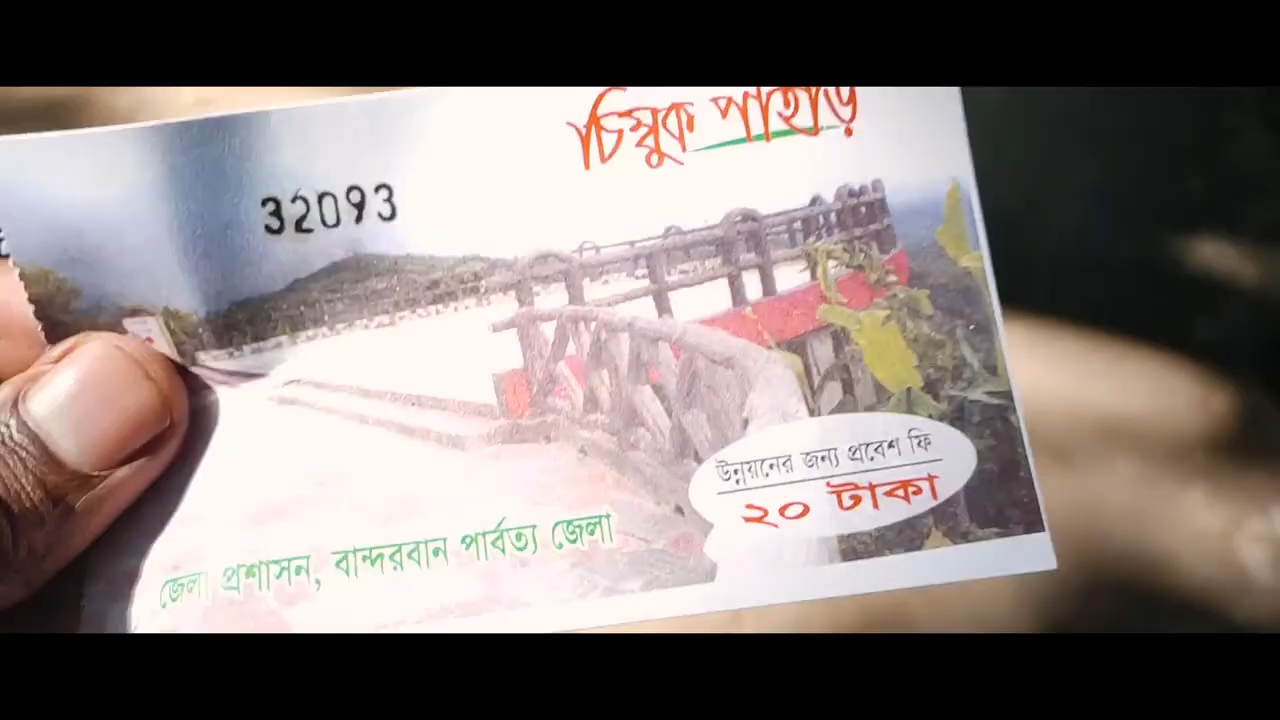 চিম্বুক পাহাড়
32093
উন্নয়নের জন্য প্রবেশ ফি
২০ টাকা
জেলা প্রশাসন, বান্দরবান পার্বত্য জেলা